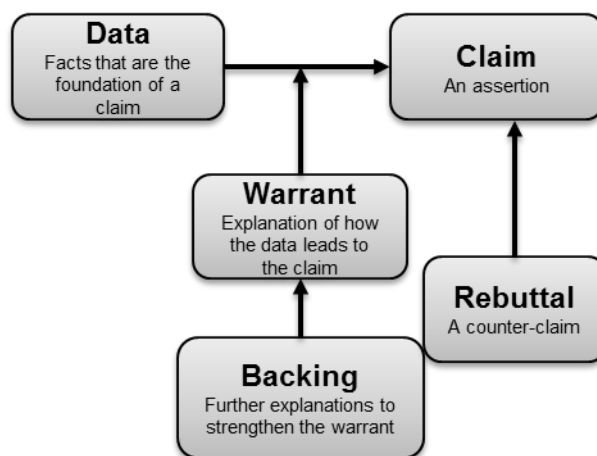 Data
Facts that are the
foundation of a
claim
Claim
An assertion
Warrant
Explanation of how
the data leads to
the claim
Rebuttal
A counter-claim
Backing
Further explanations to
strengthen the warrant